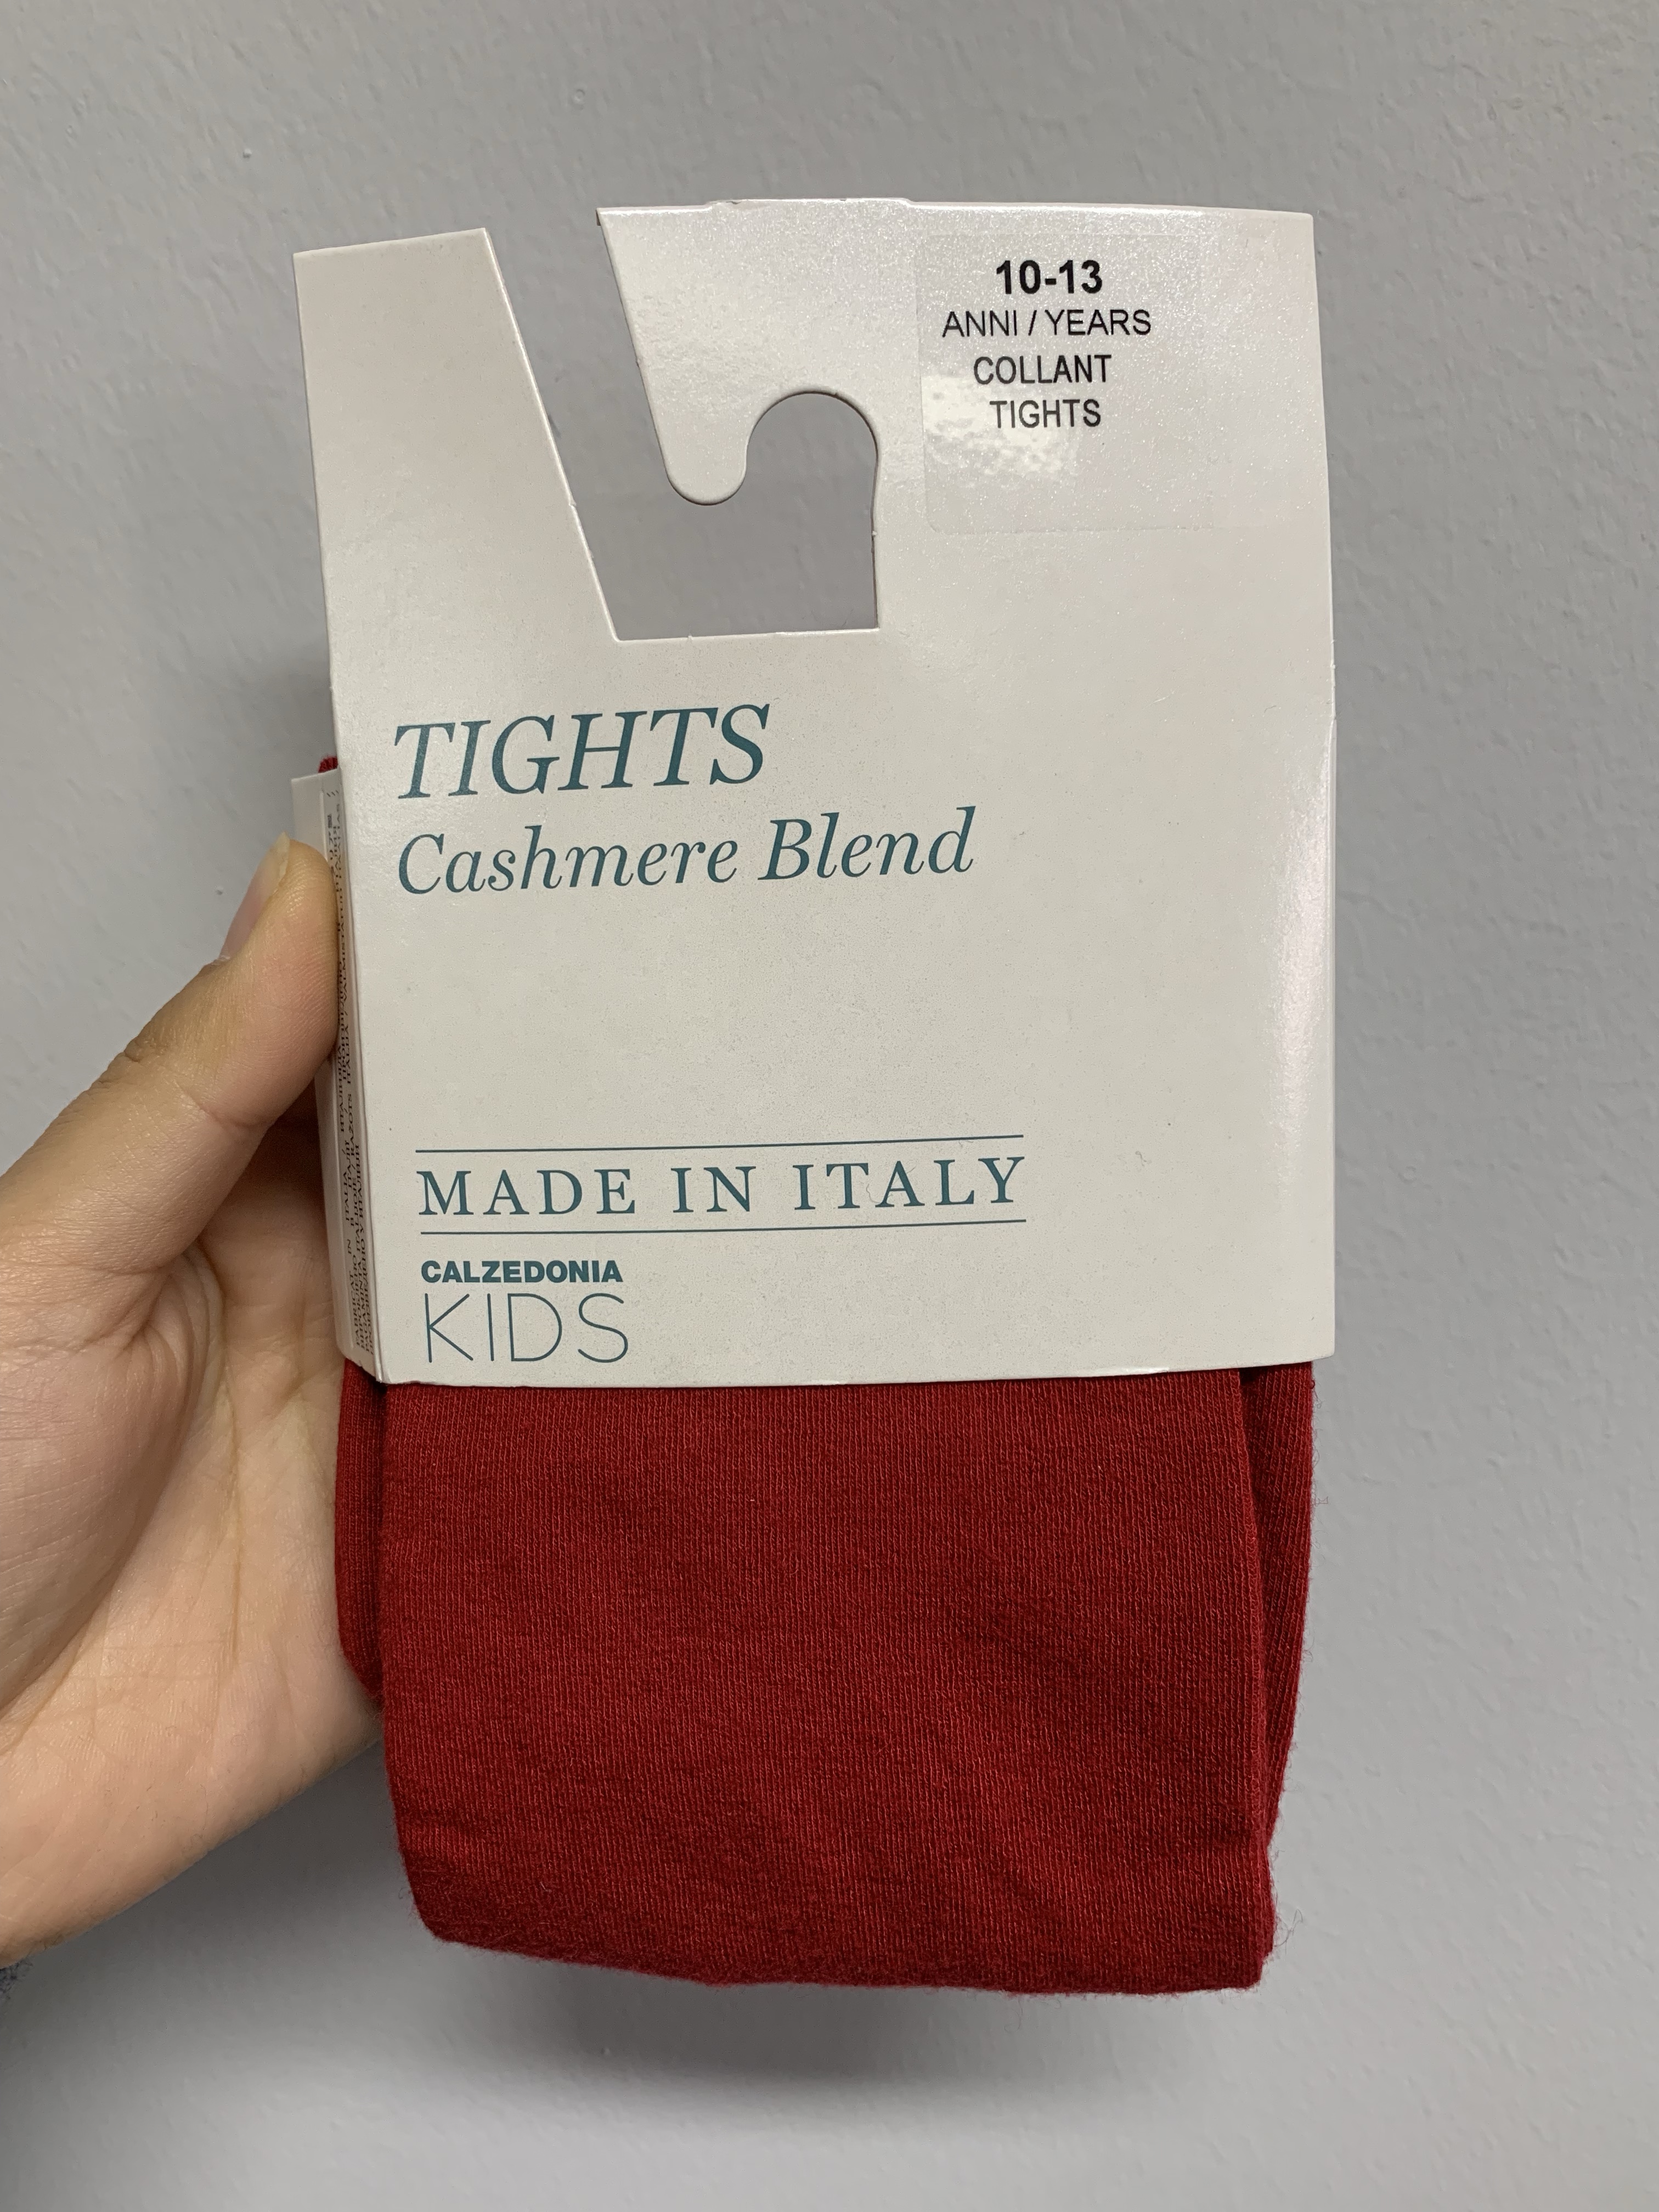 10-13
ANNI / YEARS
COLLANT
TIGHTS
TIGHTS
Cashmere Blend
MADE IN ITALY
CALZEDONIA
KIDS